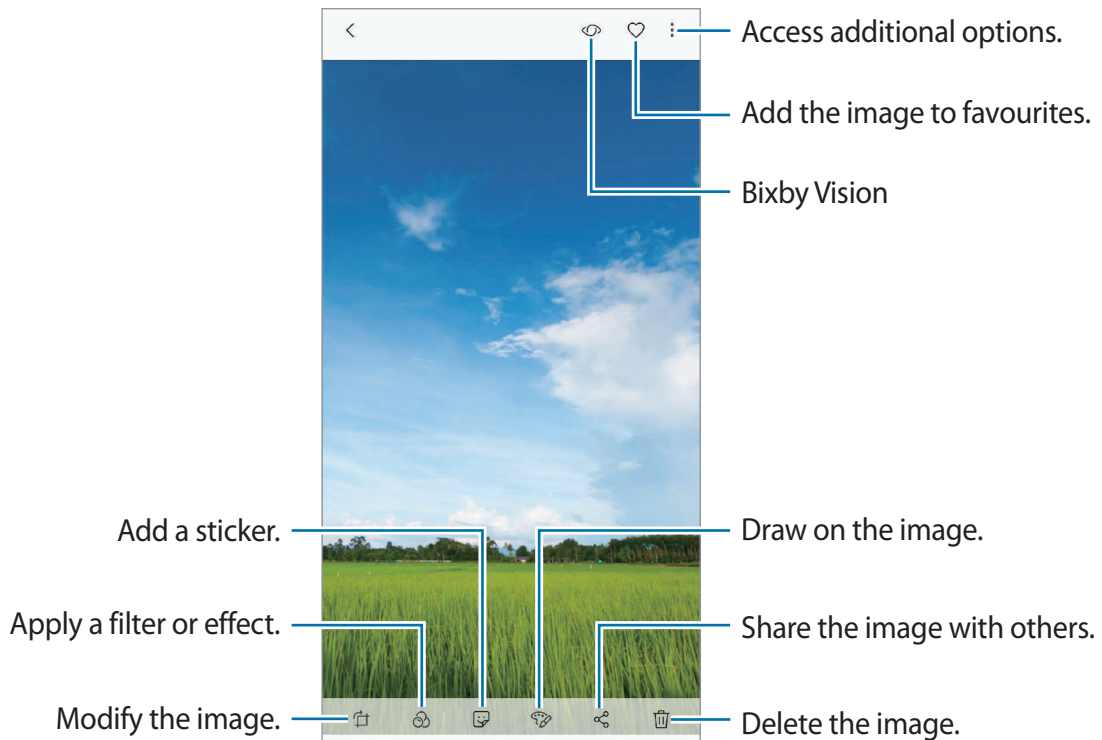 Access additional options.
Add the image to favourites.
Bixby Vision
Add a sticker.
Draw on the image.
Apply a filter or effect.
Share the image with others.
Modify the image.
Delete the image.